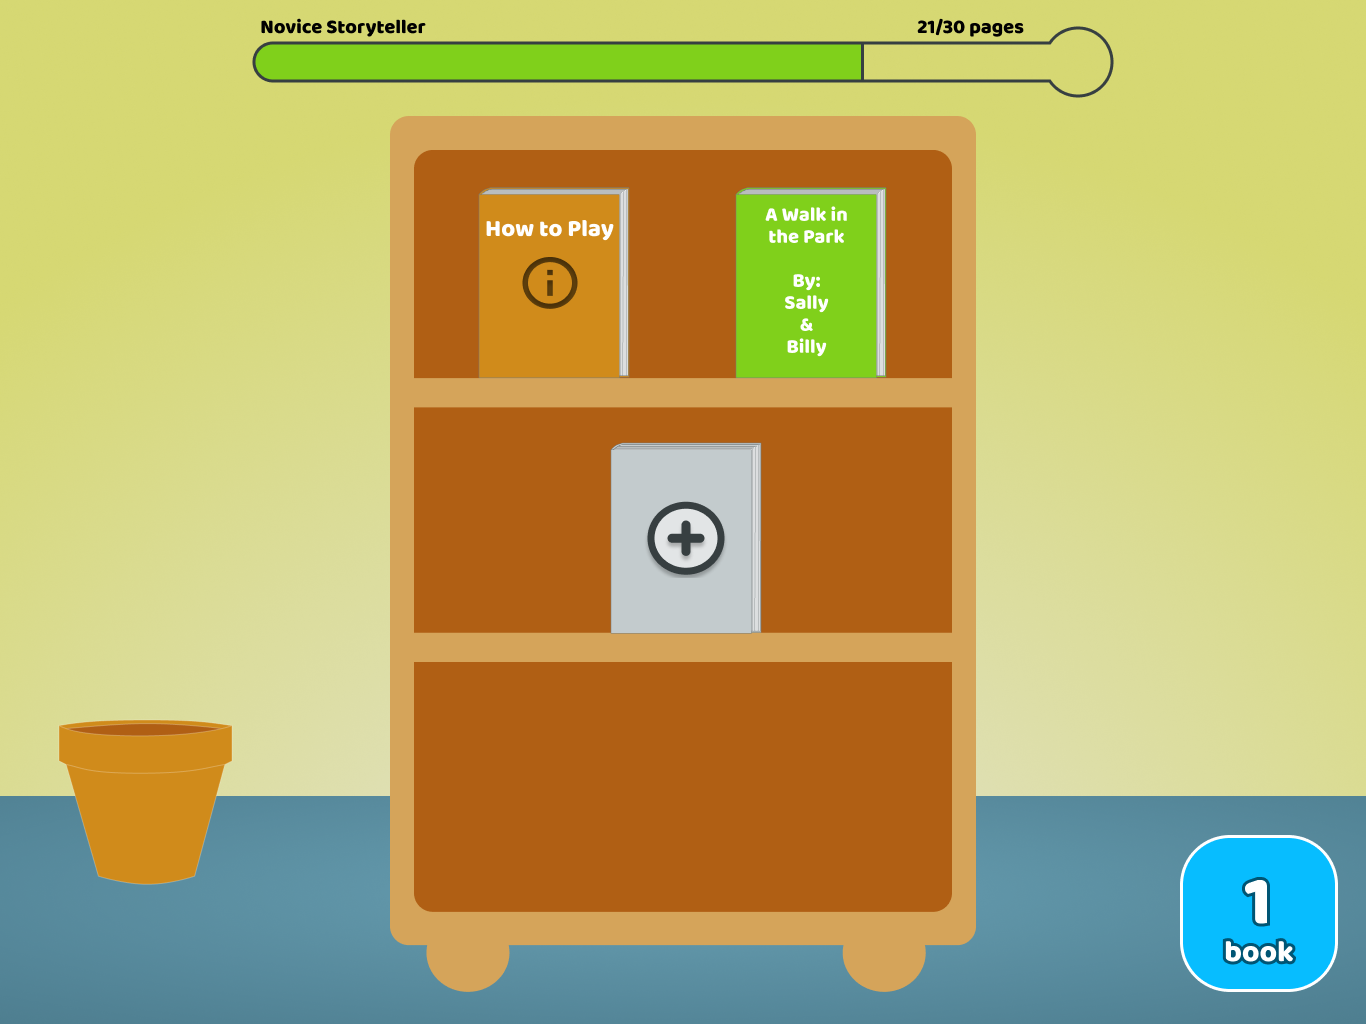 Novice Storyteller
21/30 pages
How to Play
i
A Walk in
the Park
By:
Sally
&
Billy
1
book